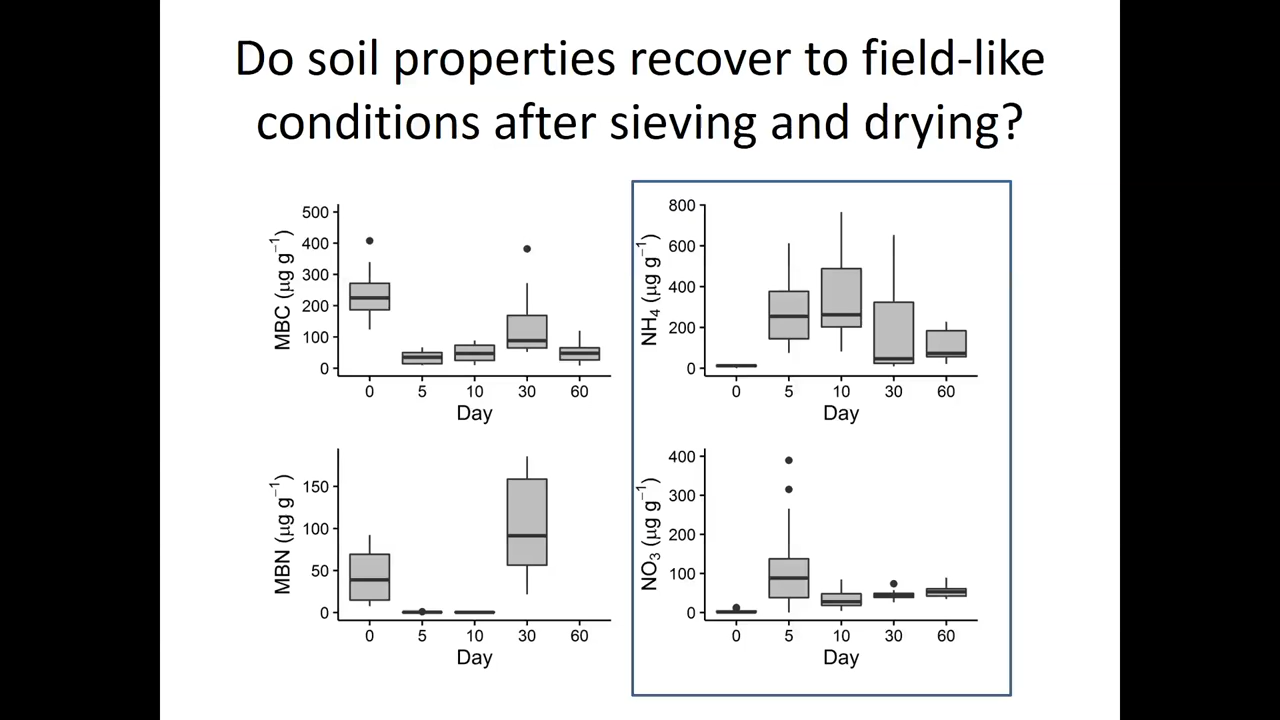 Do soil properties recover to field-like
conditions after sieving and drying?
MBC (μg g⁻¹)
500
400
300
200
100
0
0 5 10 30 60
Day
NH₄ (μg g⁻¹)
800
600
400
200
0
0 5 10 30 60
Day
MBN (μg g⁻¹)
150
100
50
0
0 5 10 30 60
Day
NO₃ (μg g⁻¹)
400
300
200
100
0
0 5 10 30 60
Day